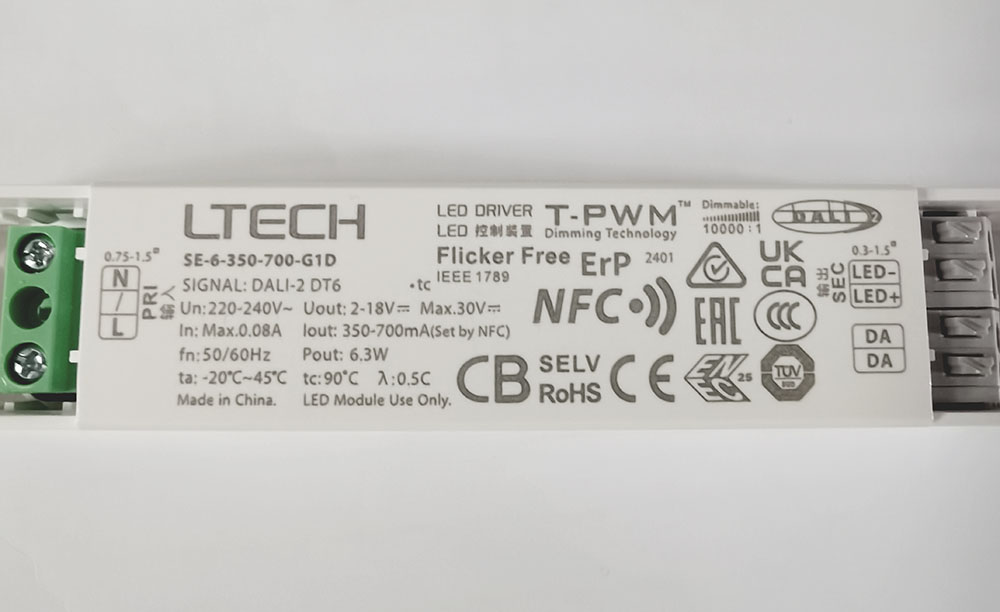 0.75-1.5□
N
/
L
PRI
输入
LTECH
SE-6-350-700-G1D
SIGNAL: DALI-2 DT6
•tc
Un: 220-240V~ Uout: 2-18V⎓ Max.30V⎓
In: Max.0.08A Iout: 350-700mA(Set by NFC)
fn: 50/60Hz Pout: 6.3W
ta: -20℃~45℃ tc:90℃ λ:0.5C
Made in China. LED Module Use Only.
LED DRIVER
LED 控制装置
T-PWM™
Dimming Technology
Flicker Free
IEEE 1789
ErP
2401
Dimmable:
10000:1
DALI 2
NFC
UK
CA
EAC
CCC
CB
SELV
RoHS
CE
ENEC 25
TÜV
SUD
0.3-1.5□
SEC
输出
LED-
LED+
DA
DA